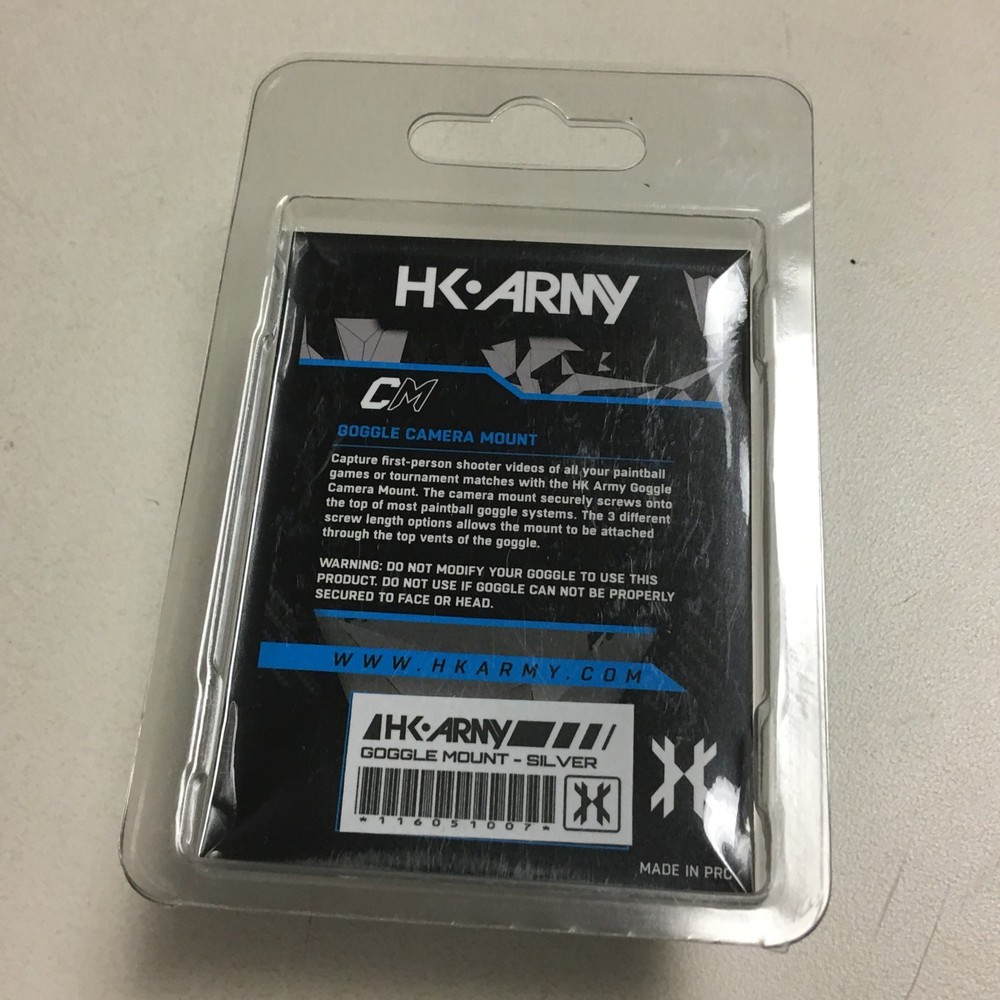 HK•ARMY
CM
GOGGLE CAMERA MOUNT
Capture first-person shooter videos of all your paintball
games or tournament matches with the HK Army Goggle
Camera Mount. The camera mount securely screws onto
the top of most paintball goggle systems. The 3 different
screw length options allows the mount to be attached
through the top vents of the goggle.
WARNING: DO NOT MODIFY YOUR GOGGLE TO USE THIS
PRODUCT. DO NOT USE IF GOGGLE CAN NOT BE PROPERLY
SECURED TO FACE OR HEAD.
WWW.HKARMY.COM
HK•ARMY
GOGGLE MOUNT - SILVER
*116051007*
MADE IN PRC